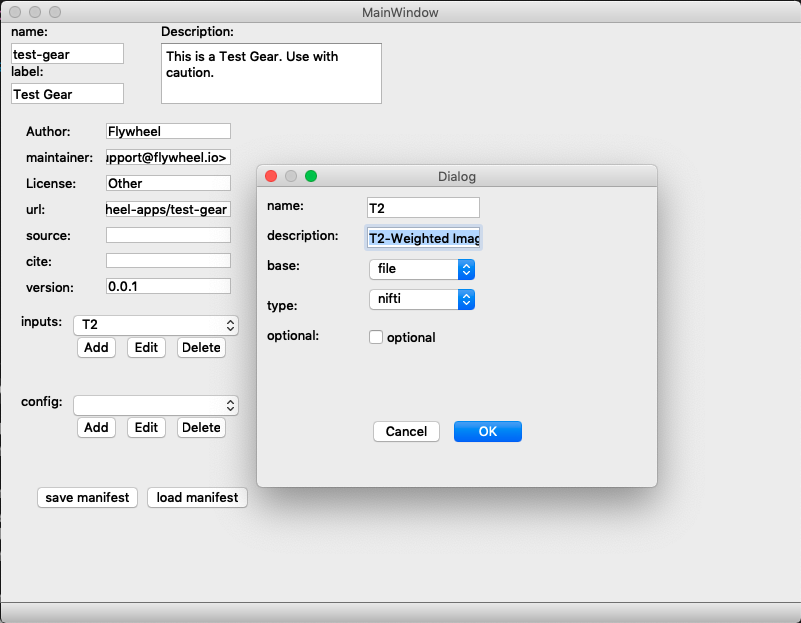 MainWindow
name:
test-gear
label:
Test Gear
Description:
This is a Test Gear. Use with
caution.
Author:
Flywheel
maintainer:
upport@flywheel.io>
License:
Other
url:
heel-apps/test-gear
source:
cite:
version:
0.0.1
inputs:
T2
Add
Edit
Delete
config:
Add
Edit
Delete
save manifest
load manifest
Dialog
name:
T2
description:
T2-Weighted Imag
base:
file
type:
nifti
optional:
optional
Cancel
OK